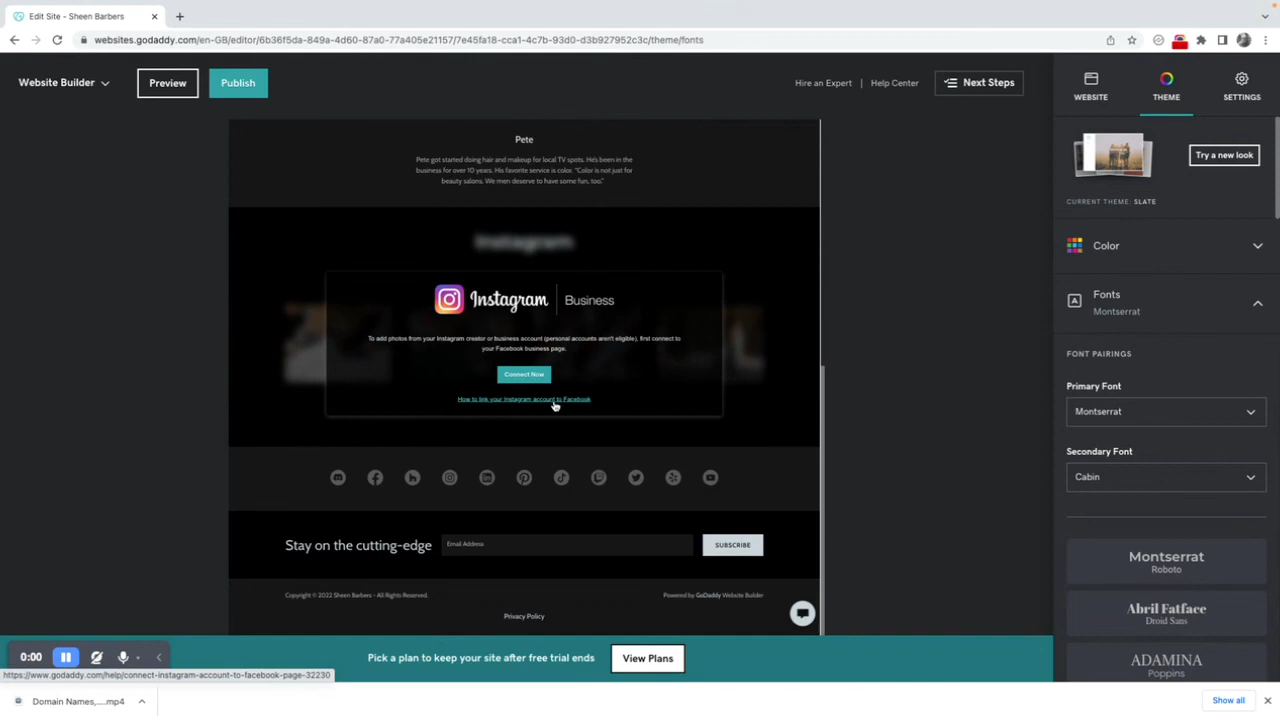 Edit Site - Sheen Barbers
websites.godaddy.com/en-GB/editor/6b36f5da-849a-4d60-87a0-77a405e21157/7e45fa18-cca1-4c7b-93d0-d3b927952c3c/theme/fonts
Website Builder
Preview
Publish
Hire an Expert
Help Center
Next Steps
WEBSITE
THEME
SETTINGS
Try a new look
CURRENT THEME: SLATE
Color
Fonts
Montserrat
FONT PAIRINGS
Primary Font
Montserrat
Secondary Font
Cabin
Montserrat
Roboto
Abril Fatface
Droid Sans
ADAMINA
Poppins
Pete
Pete got started doing hair and makeup for local TV spots. He's been in the
business for over 10 years. His favorite service is color. "Color is not just for
beauty salons. We men deserve to have some fun, too."
Instagram
Instagram | Business
To add photos from your Instagram creator or business account (personal accounts aren't eligible), first connect to
your Facebook business page.
Connect Now
How to link your Instagram account to Facebook
Stay on the cutting-edge
Email Address
SUBSCRIBE
Copyright © 2022 Sheen Barbers - All Rights Reserved.
Powered by GoDaddy Website Builder
Privacy Policy
Pick a plan to keep your site after free trial ends
View Plans
0:00
https://www.godaddy.com/help/connect-instagram-account-to-facebook-page-32230
Domain Names,....mp4
Show all